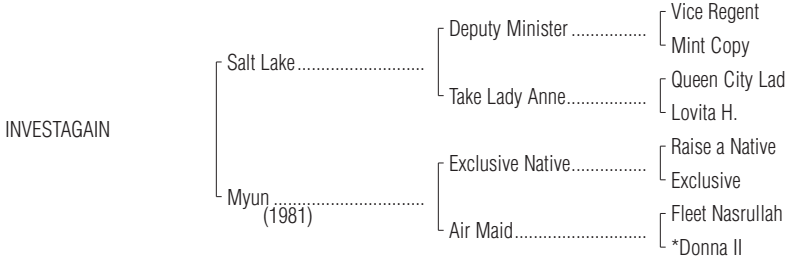 Vice Regent
Deputy Minister ................
Mint Copy
Salt Lake...........................
Queen City Lad
Take Lady Anne.................
Lovita H.
INVESTAGAIN
Raise a Native
Exclusive Native................
Exclusive
Myun ................................
(1981)
Fleet Nasrullah
Air Maid............................
*Donna II